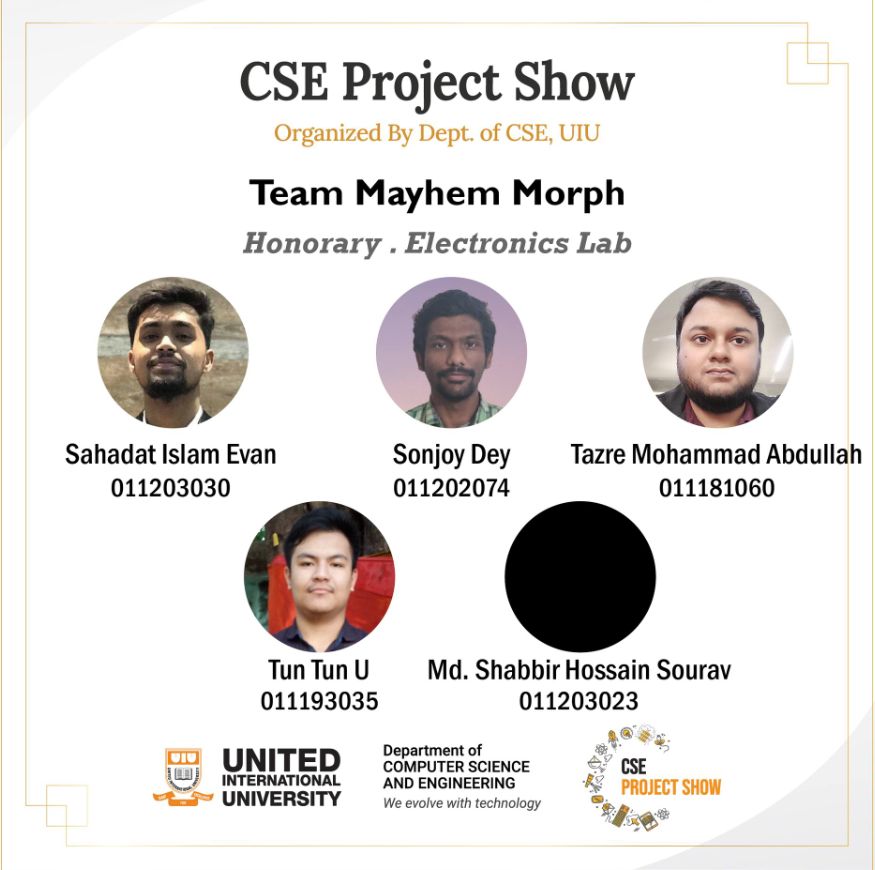 CSE Project Show
Organized By Dept. of CSE, UIU
Team Mayhem Morph
Honorary . Electronics Lab
Sahadat Islam Evan
011203030
Sonjoy Dey
011202074
Tazre Mohammad Abdullah
011181060
Tun Tun U
011193035
Md. Shabbir Hossain Sourav
011203023
UNITED
INTERNATIONAL
UNIVERSITY
Department of
COMPUTER SCIENCE
AND ENGINEERING
We evolve with technology
CSE
PROJECT SHOW